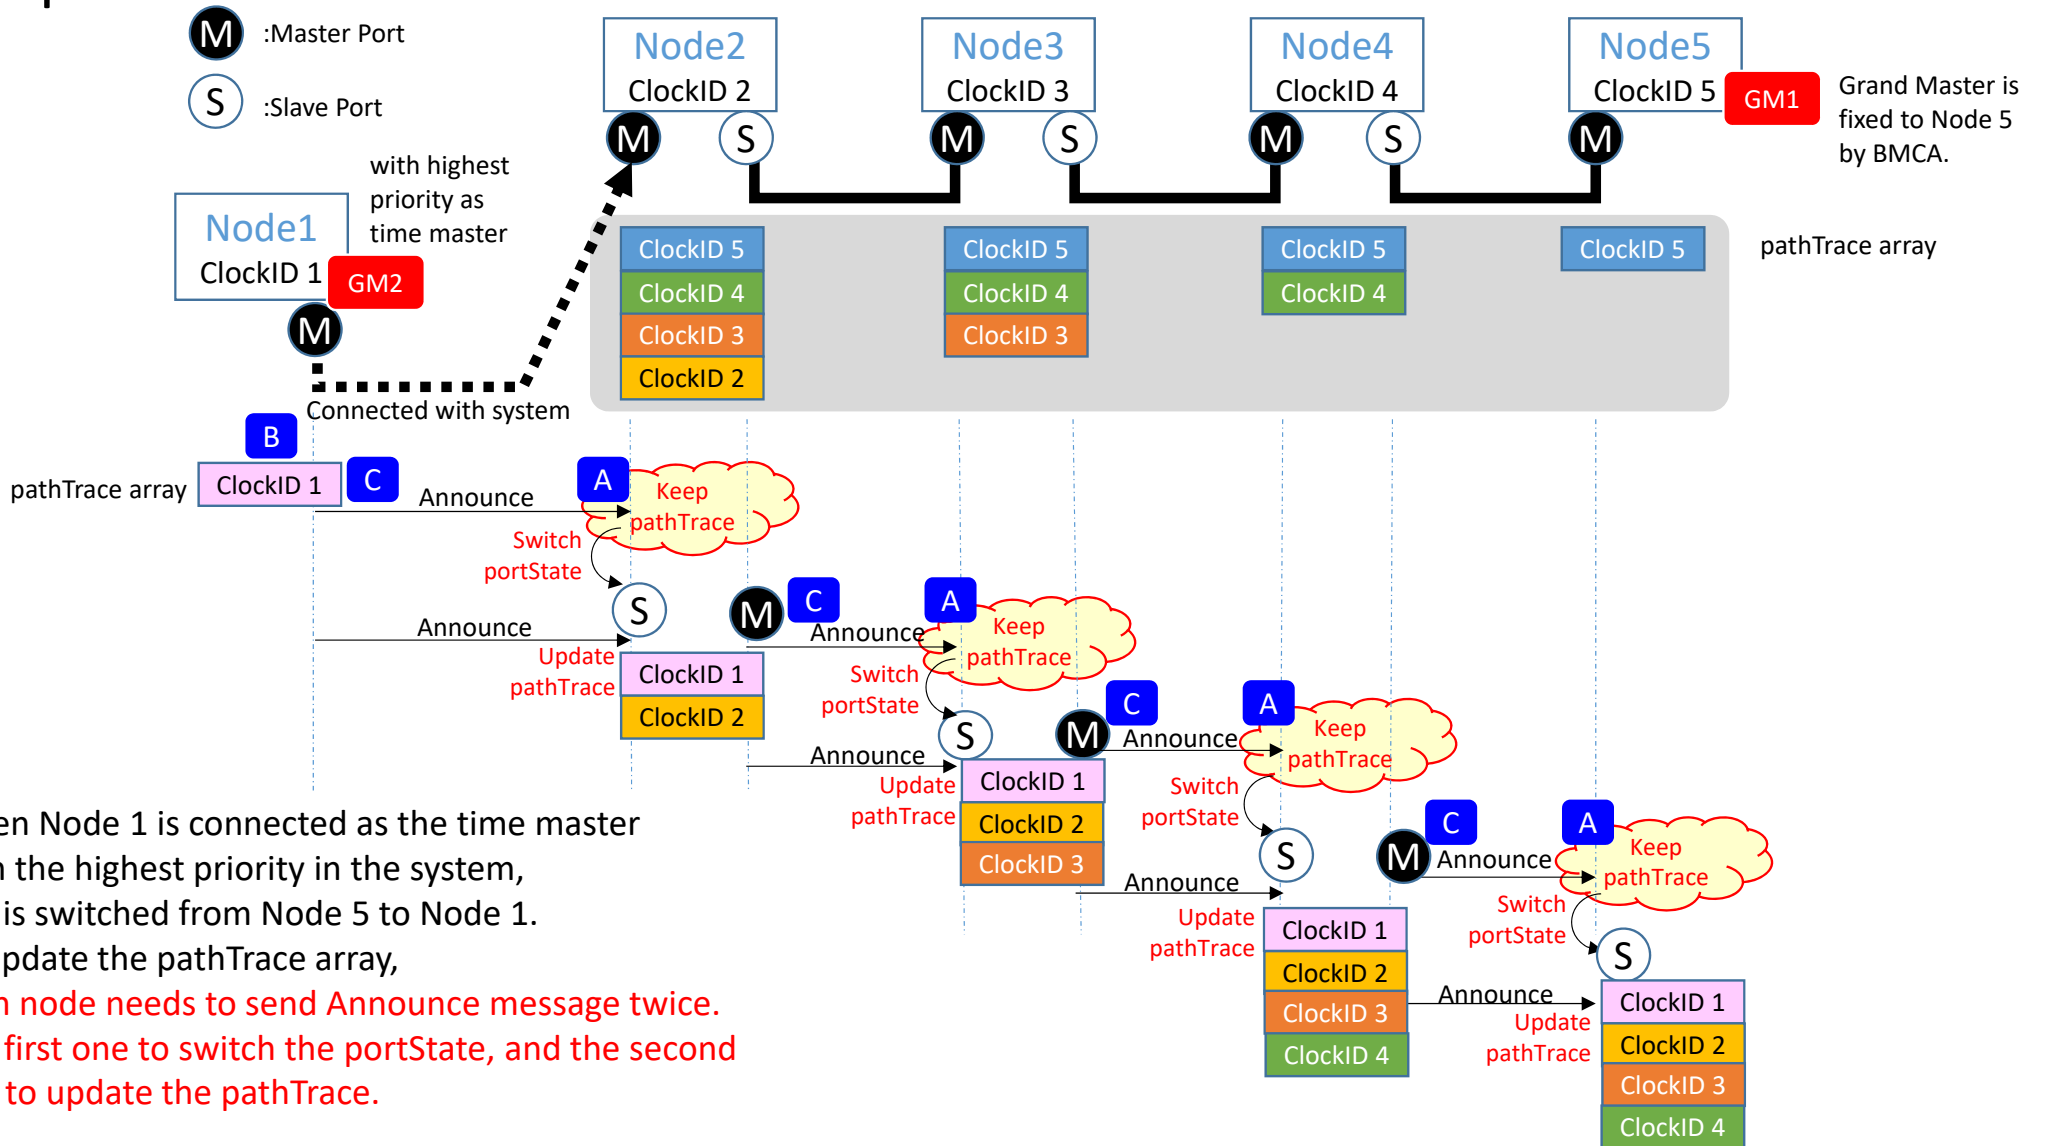 M :Master Port
S :Slave Port
Node2
ClockID 2
Node3
ClockID 3
Node4
ClockID 4
Node5
ClockID 5
GM1
Grand Master is
fixed to Node 5
by BMCA.
M S M S M S M
with highest
priority as
time master
Node1
ClockID 1
GM2
M
Connected with system
ClockID 5
ClockID 4
ClockID 3
ClockID 2
ClockID 5
ClockID 4
ClockID 3
ClockID 5
ClockID 4
ClockID 5
pathTrace array
B
pathTrace array
ClockID 1
C
Announce
A
Keep
pathTrace
Switch
portState
S
Announce
Update
pathTrace
ClockID 1
ClockID 2
M
C
Announce
A
Keep
pathTrace
Switch
portState
S
Announce
Update
pathTrace
ClockID 1
ClockID 2
ClockID 3
M
C
Announce
A
Keep
pathTrace
Switch
portState
S
Announce
Update
pathTrace
ClockID 1
ClockID 2
ClockID 3
ClockID 4
M
C
Announce
A
Keep
pathTrace
Switch
portState
S
Announce
Update
pathTrace
ClockID 1
ClockID 2
ClockID 3
ClockID 4
en Node 1 is connected as the time master
the highest priority in the system,
is switched from Node 5 to Node 1.
pdate the pathTrace array,
node needs to send Announce message twice.
first one to switch the portState, and the second
to update the pathTrace.